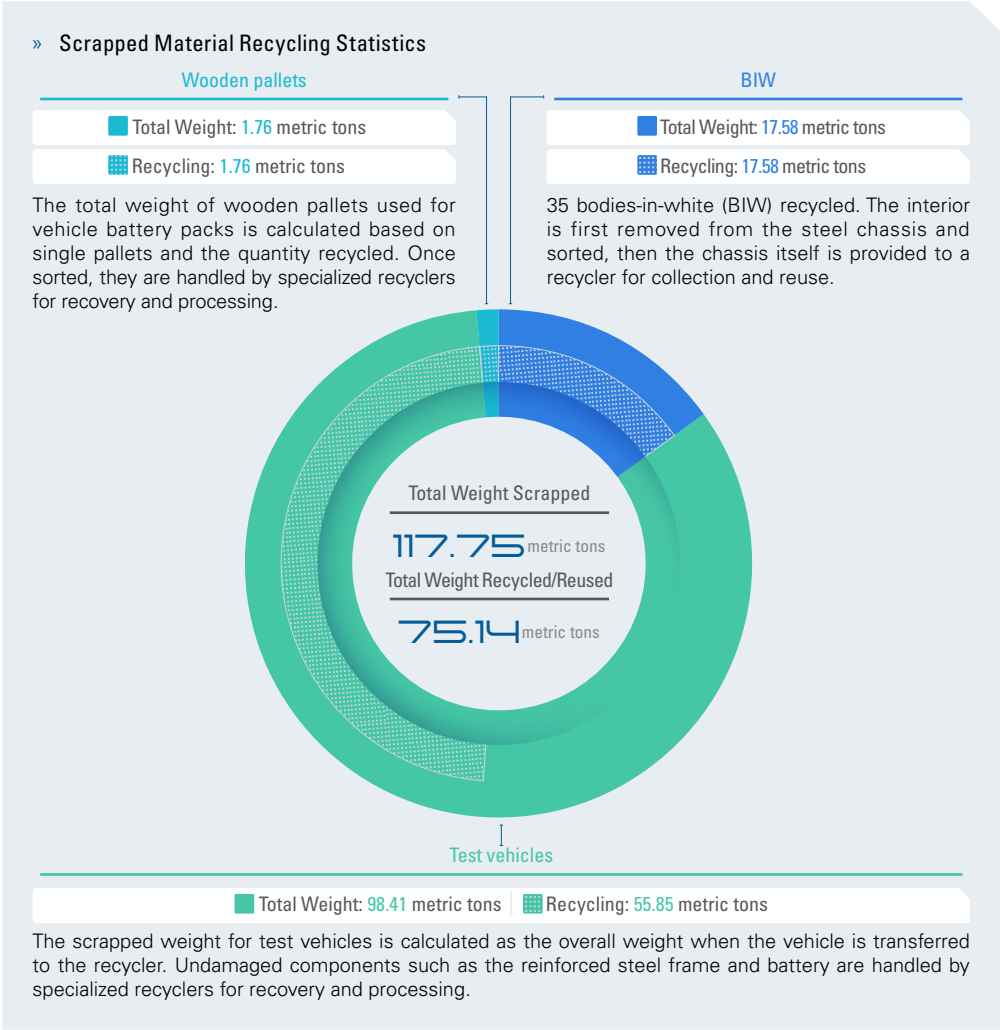 » Scrapped Material Recycling Statistics
Wooden pallets
Total Weight: 1.76 metric tons
Recycling: 1.76 metric tons
The total weight of wooden pallets used for
vehicle battery packs is calculated based on
single pallets and the quantity recycled. Once
sorted, they are handled by specialized recyclers
for recovery and processing.
BIW
Total Weight: 17.58 metric tons
Recycling: 17.58 metric tons
35 bodies-in-white (BIW) recycled. The interior
is first removed from the steel chassis and
sorted, then the chassis itself is provided to a
recycler for collection and reuse.
Total Weight Scrapped
117.75 metric tons
Total Weight Recycled/Reused
75.14 metric tons
Test vehicles
Total Weight: 98.41 metric tons
Recycling: 55.85 metric tons
The scrapped weight for test vehicles is calculated as the overall weight when the vehicle is transferred
to the recycler. Undamaged components such as the reinforced steel frame and battery are handled by
specialized recyclers for recovery and processing.